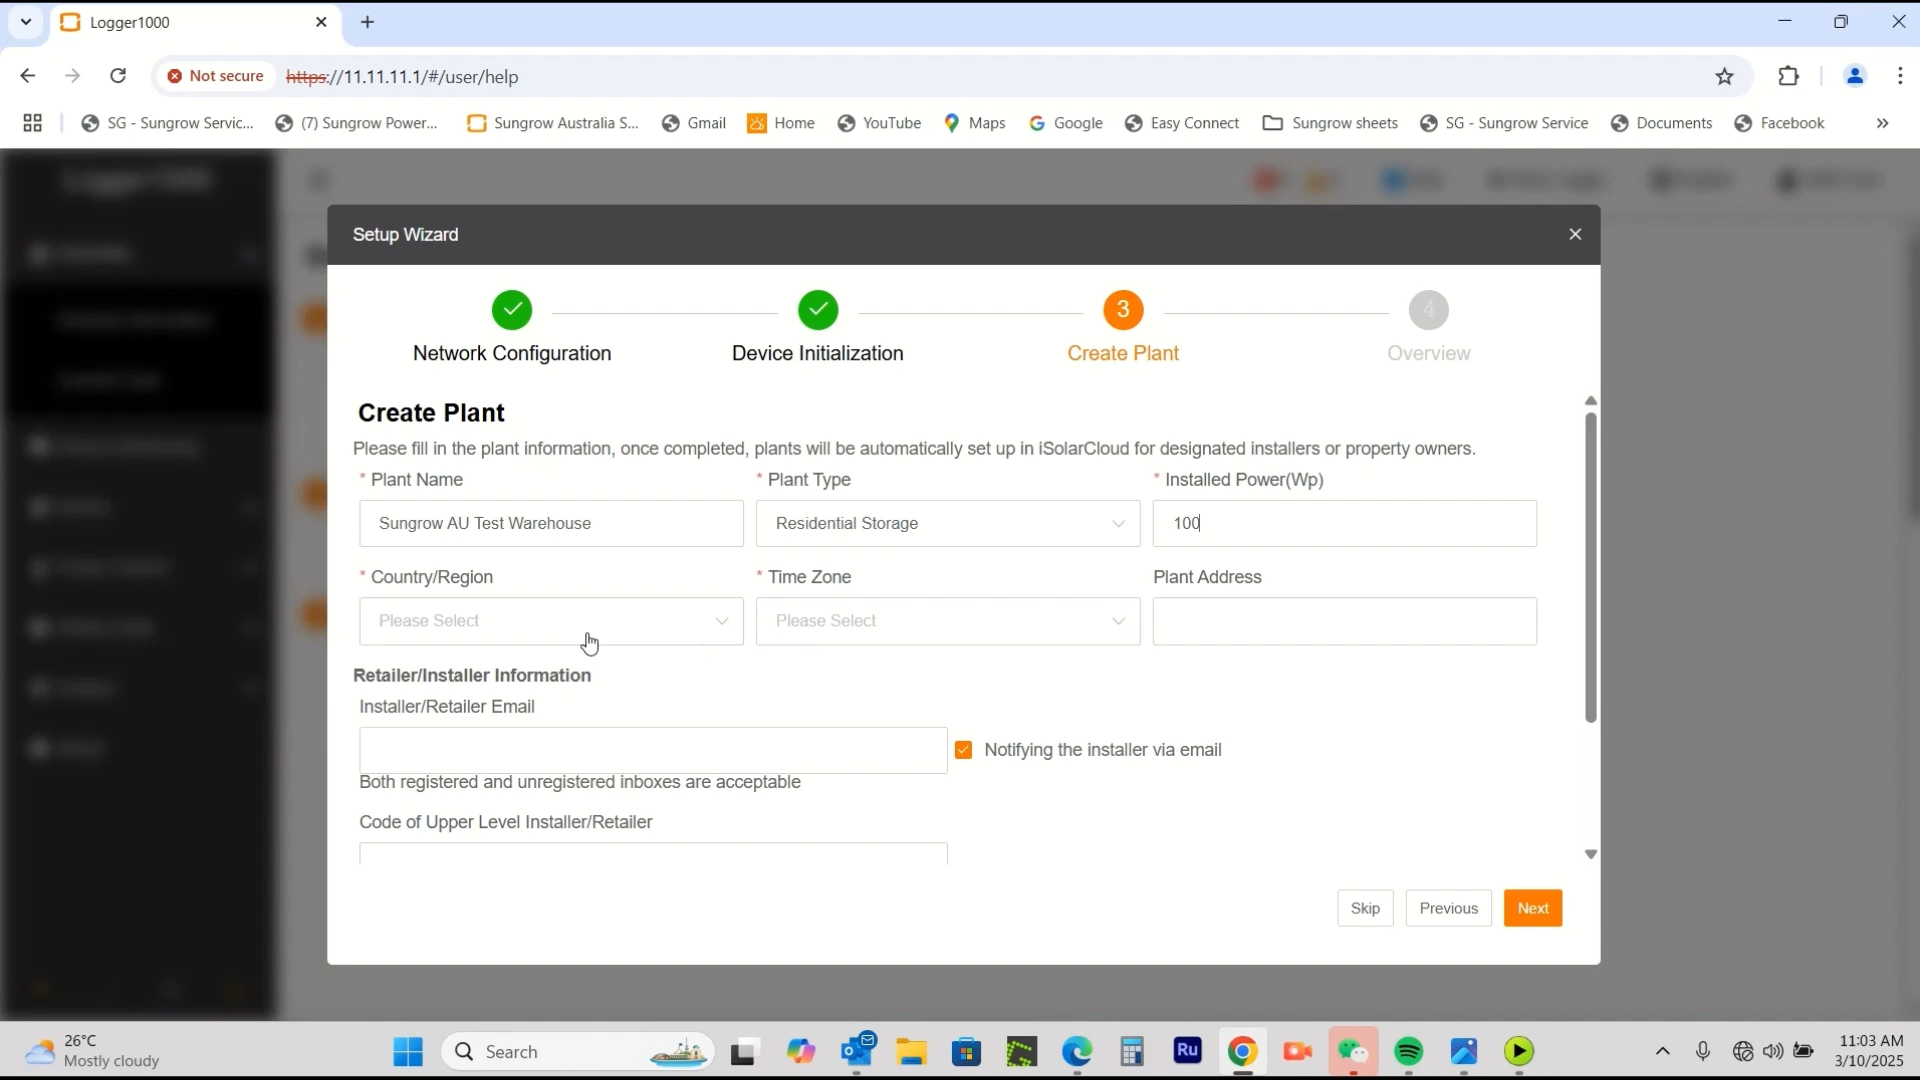 Logger1000
Not secure
https://11.11.11.1/#/user/help
SG - Sungrow Servic...
(7) Sungrow Power...
Sungrow Australia S...
Gmail
Home
YouTube
Maps
Google
Easy Connect
Sungrow sheets
SG - Sungrow Service
Documents
Facebook
»
Logger1000
Setup Wizard
3
4
Network Configuration
Device Initialization
Create Plant
Overview
Create Plant
Please fill in the plant information, once completed, plants will be automatically set up in iSolarCloud for designated installers or property owners.
* Plant Name
* Plant Type
* Installed Power(Wp)
Sungrow AU Test Warehouse
Residential Storage
100
* Country/Region
* Time Zone
Plant Address
Please Select
Please Select
Retailer/Installer Information
Installer/Retailer Email
Notifying the installer via email
Both registered and unregistered inboxes are acceptable
Code of Upper Level Installer/Retailer
Skip
Previous
Next
26°C
Mostly cloudy
Search
Ru
11:03 AM
3/10/2025